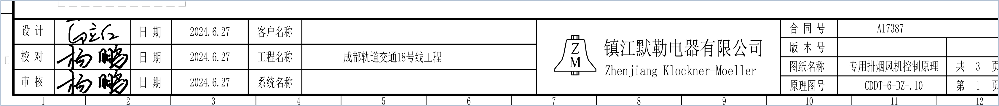 设 计 日 期 2024.6.27 客户名称
校 对 杨鹏 日 期 2024.6.27 工程名称 成都轨道交通18号线工程
审 核 杨鹏 日 期 2024.6.27 系统名称
H
Z
M
镇江默勒电器有限公司
Zhenjiang Klockner-Moeller
合 同 号 A17387
版 本 号
图纸名称 专用排烟风机控制原理 共 3 页
原理图号 CDDT-6-DZ-.10 第 1 页
1 2 3 4 5 6 7 8 9 10 11 12